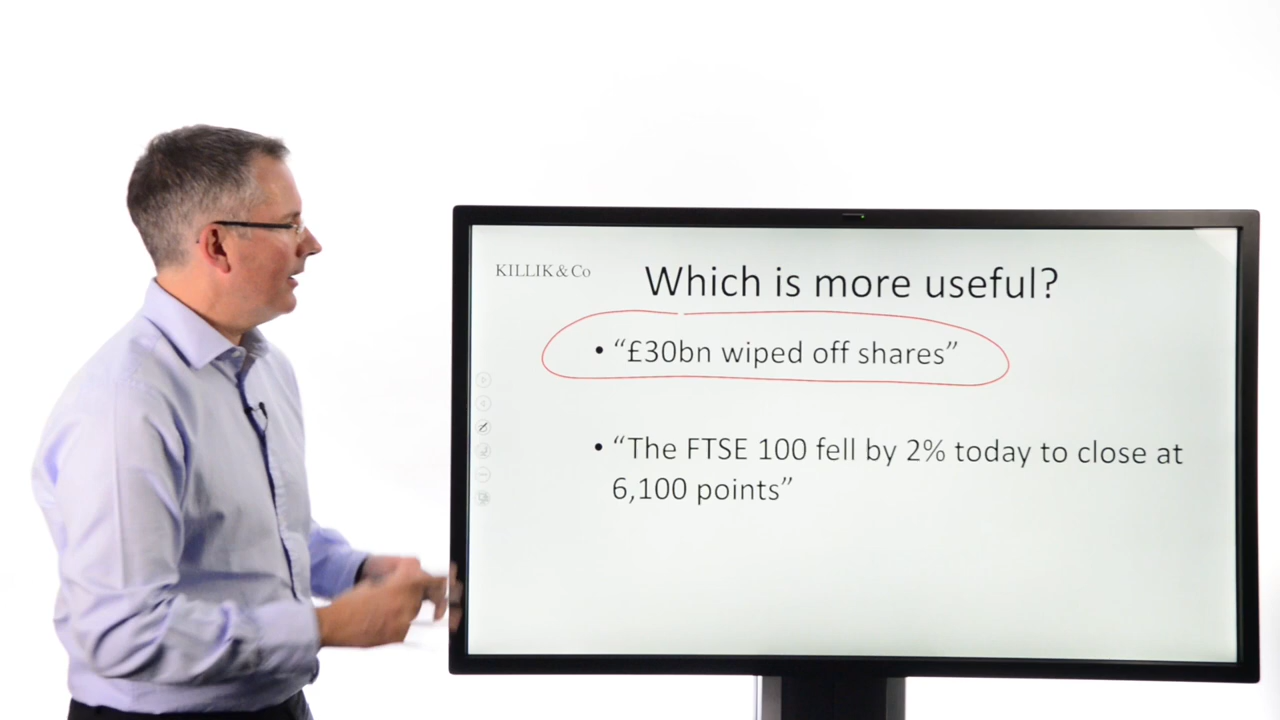 KILLIK & Co
Which is more useful?
• “£30bn wiped off shares”
• “The FTSE 100 fell by 2% today to close at
6,100 points”